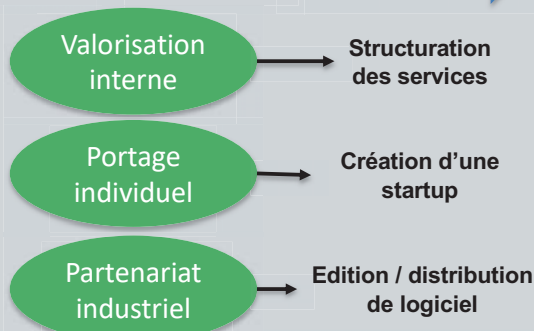 Valorisation
interne
Structuration
des services
Portage
individuel
Création d’une
startup
Partenariat
industriel
Edition / distribution
de logiciel